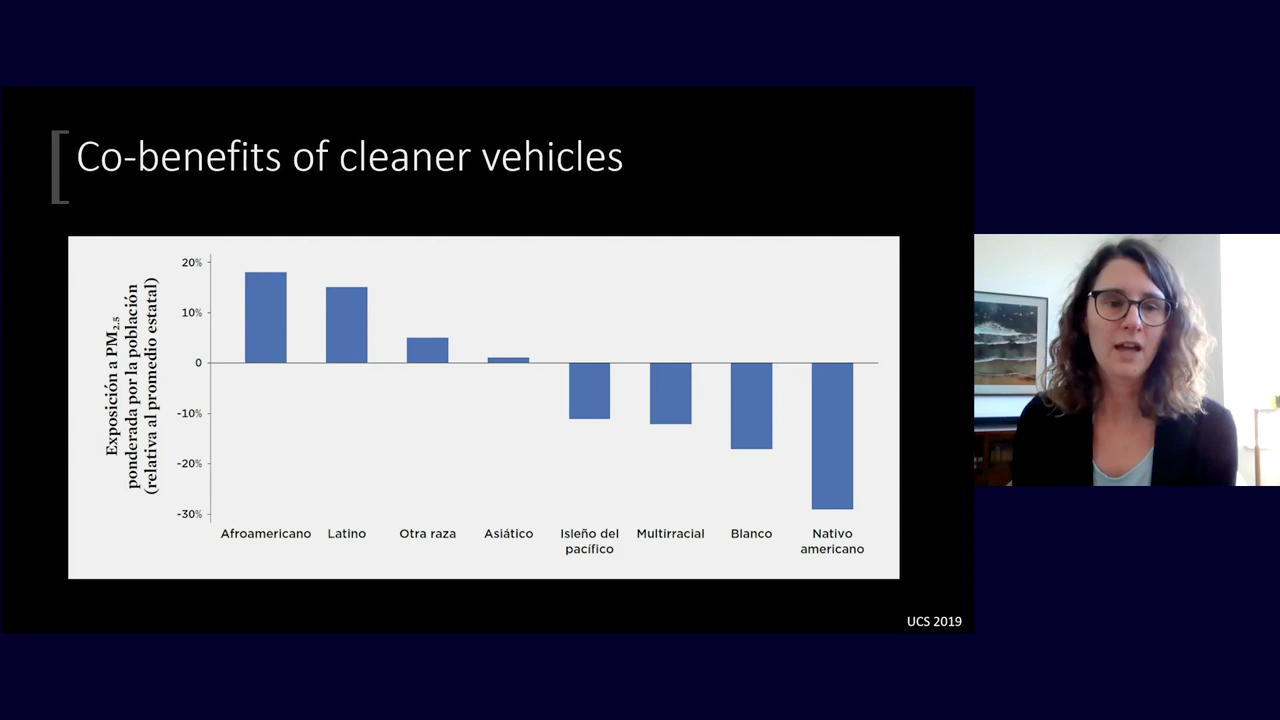 Co-benefits of cleaner vehicles
Exposición a PM2.5
ponderada por la población
(relativa al promedio estatal)
20%
10%
0
-10%
-20%
-30%
Afroamericano
Latino
Otra raza
Asiático
Isleño del
pacífico
Multirracial
Blanco
Nativo
americano
UCS 2019